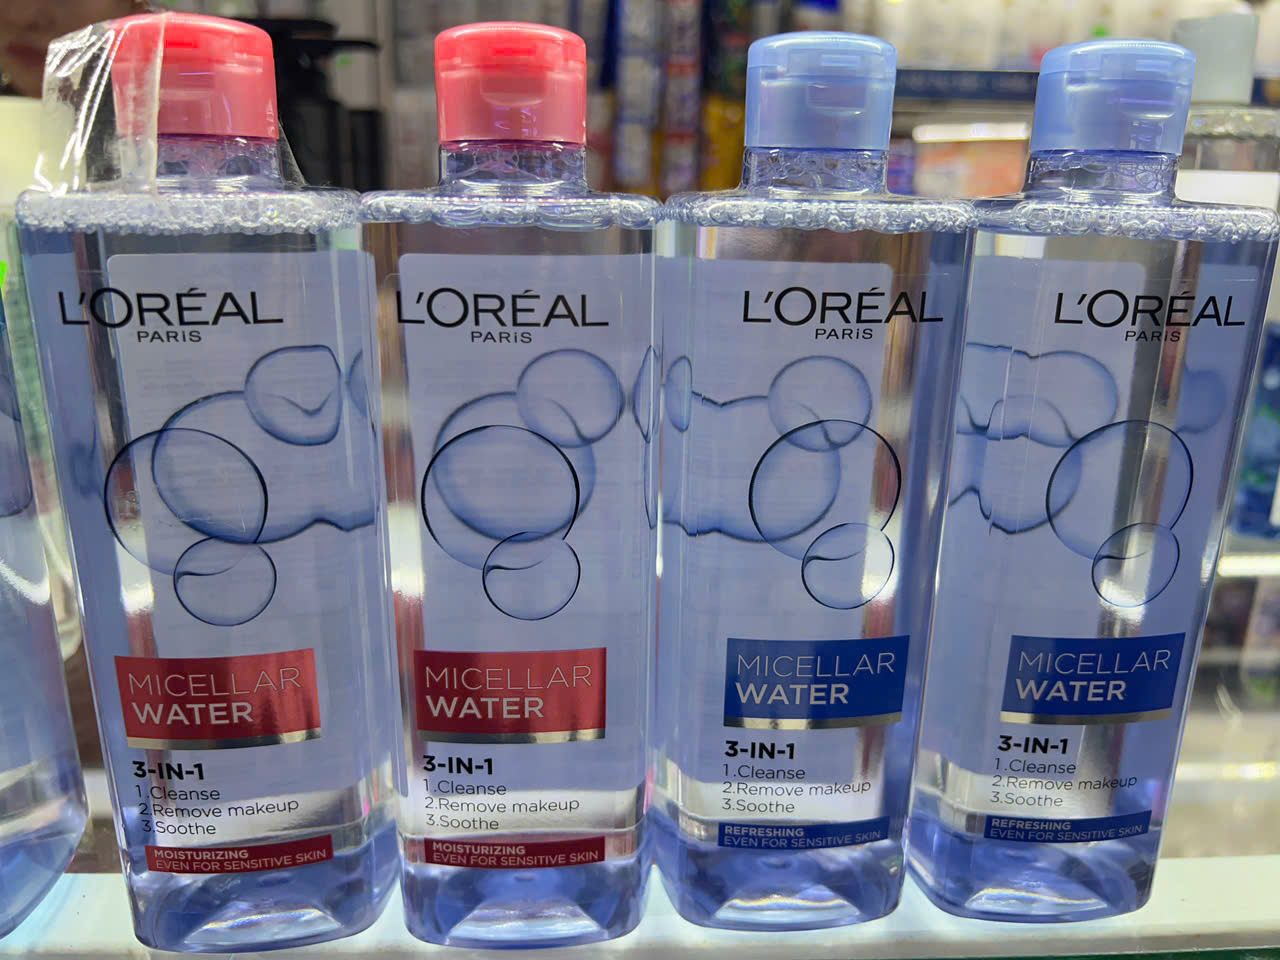 L'ORÉAL
PARiS
MICELLAR
WATER
3-IN-1
1.Cleanse
2.Remove makeup
3.Soothe
MOISTURIZING
EVEN FOR SENSITIVE SKIN
L'ORÉAL
PARiS
MICELLAR
WATER
3-IN-1
1.Cleanse
2.Remove makeup
3.Soothe
MOISTURIZING
EVEN FOR SENSITIVE SKIN
L'ORÉAL
PARiS
MICELLAR
WATER
3-IN-1
1.Cleanse
2.Remove makeup
3.Soothe
REFRESHING
EVEN FOR SENSITIVE SKIN
L'ORÉAL
PARiS
MICELLAR
WATER
3-IN-1
1.Cleanse
2.Remove makeup
3.Soothe
REFRESHING
EVEN FOR SENSITIVE SKIN